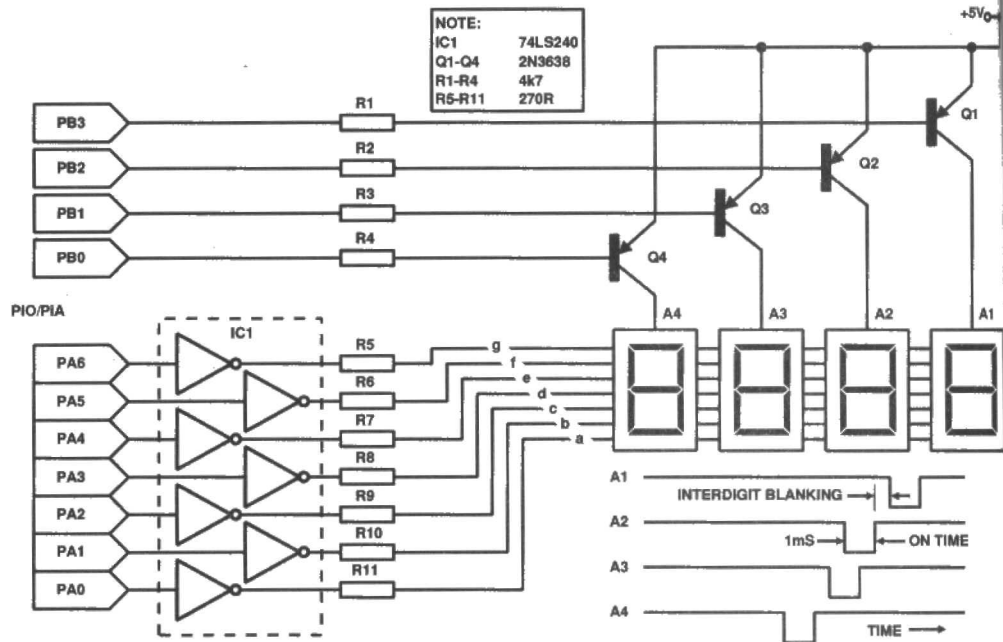 +5V
NOTE:
IC1 74LS240
Q1-Q4 2N3638
R1-R4 4k7
R5-R11 270R
PB3 R1 Q1
PB2 R2 Q2
PB1 R3 Q3
PB0 R4 Q4
PIO/PIA
A4 A3 A2 A1
IC1
PA6 R5 g
PA5 R6 f
PA4 R7 e
PA3 R8 d
PA2 R9 c
PA1 R10 b
PA0 R11 a
A1
INTERDIGIT BLANKING
A2
1mS ON TIME
A3
A4
TIME